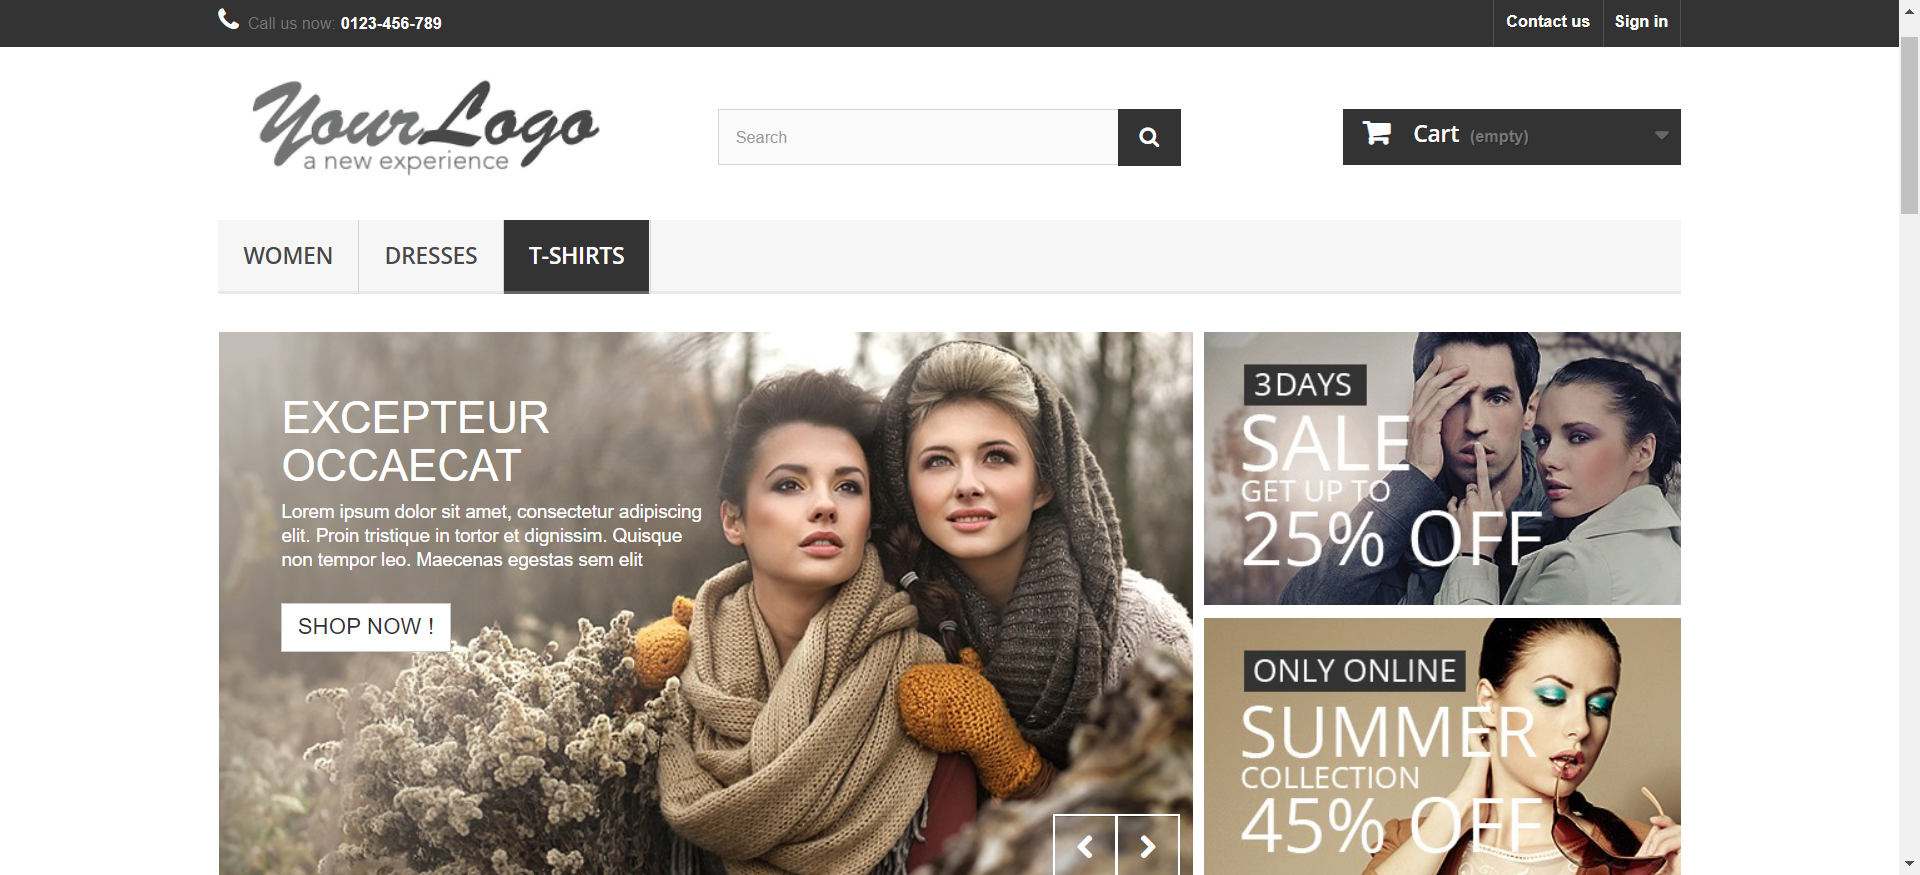 Call us now: 0123-456-789
Contact us
Sign in
YourLogo
a new experience
Search
Cart (empty)
WOMEN
DRESSES
T-SHIRTS
EXCEPTEUR
OCCAECAT
Lorem ipsum dolor sit amet, consectetur adipiscing
elit. Proin tristique in tortor et dignissim. Quisque
non tempor leo. Maecenas egestas sem elit
SHOP NOW !
3 DAYS
SALE
GET UP TO
25% OFF
ONLY ONLINE
SUMMER
COLLECTION
45% OFF